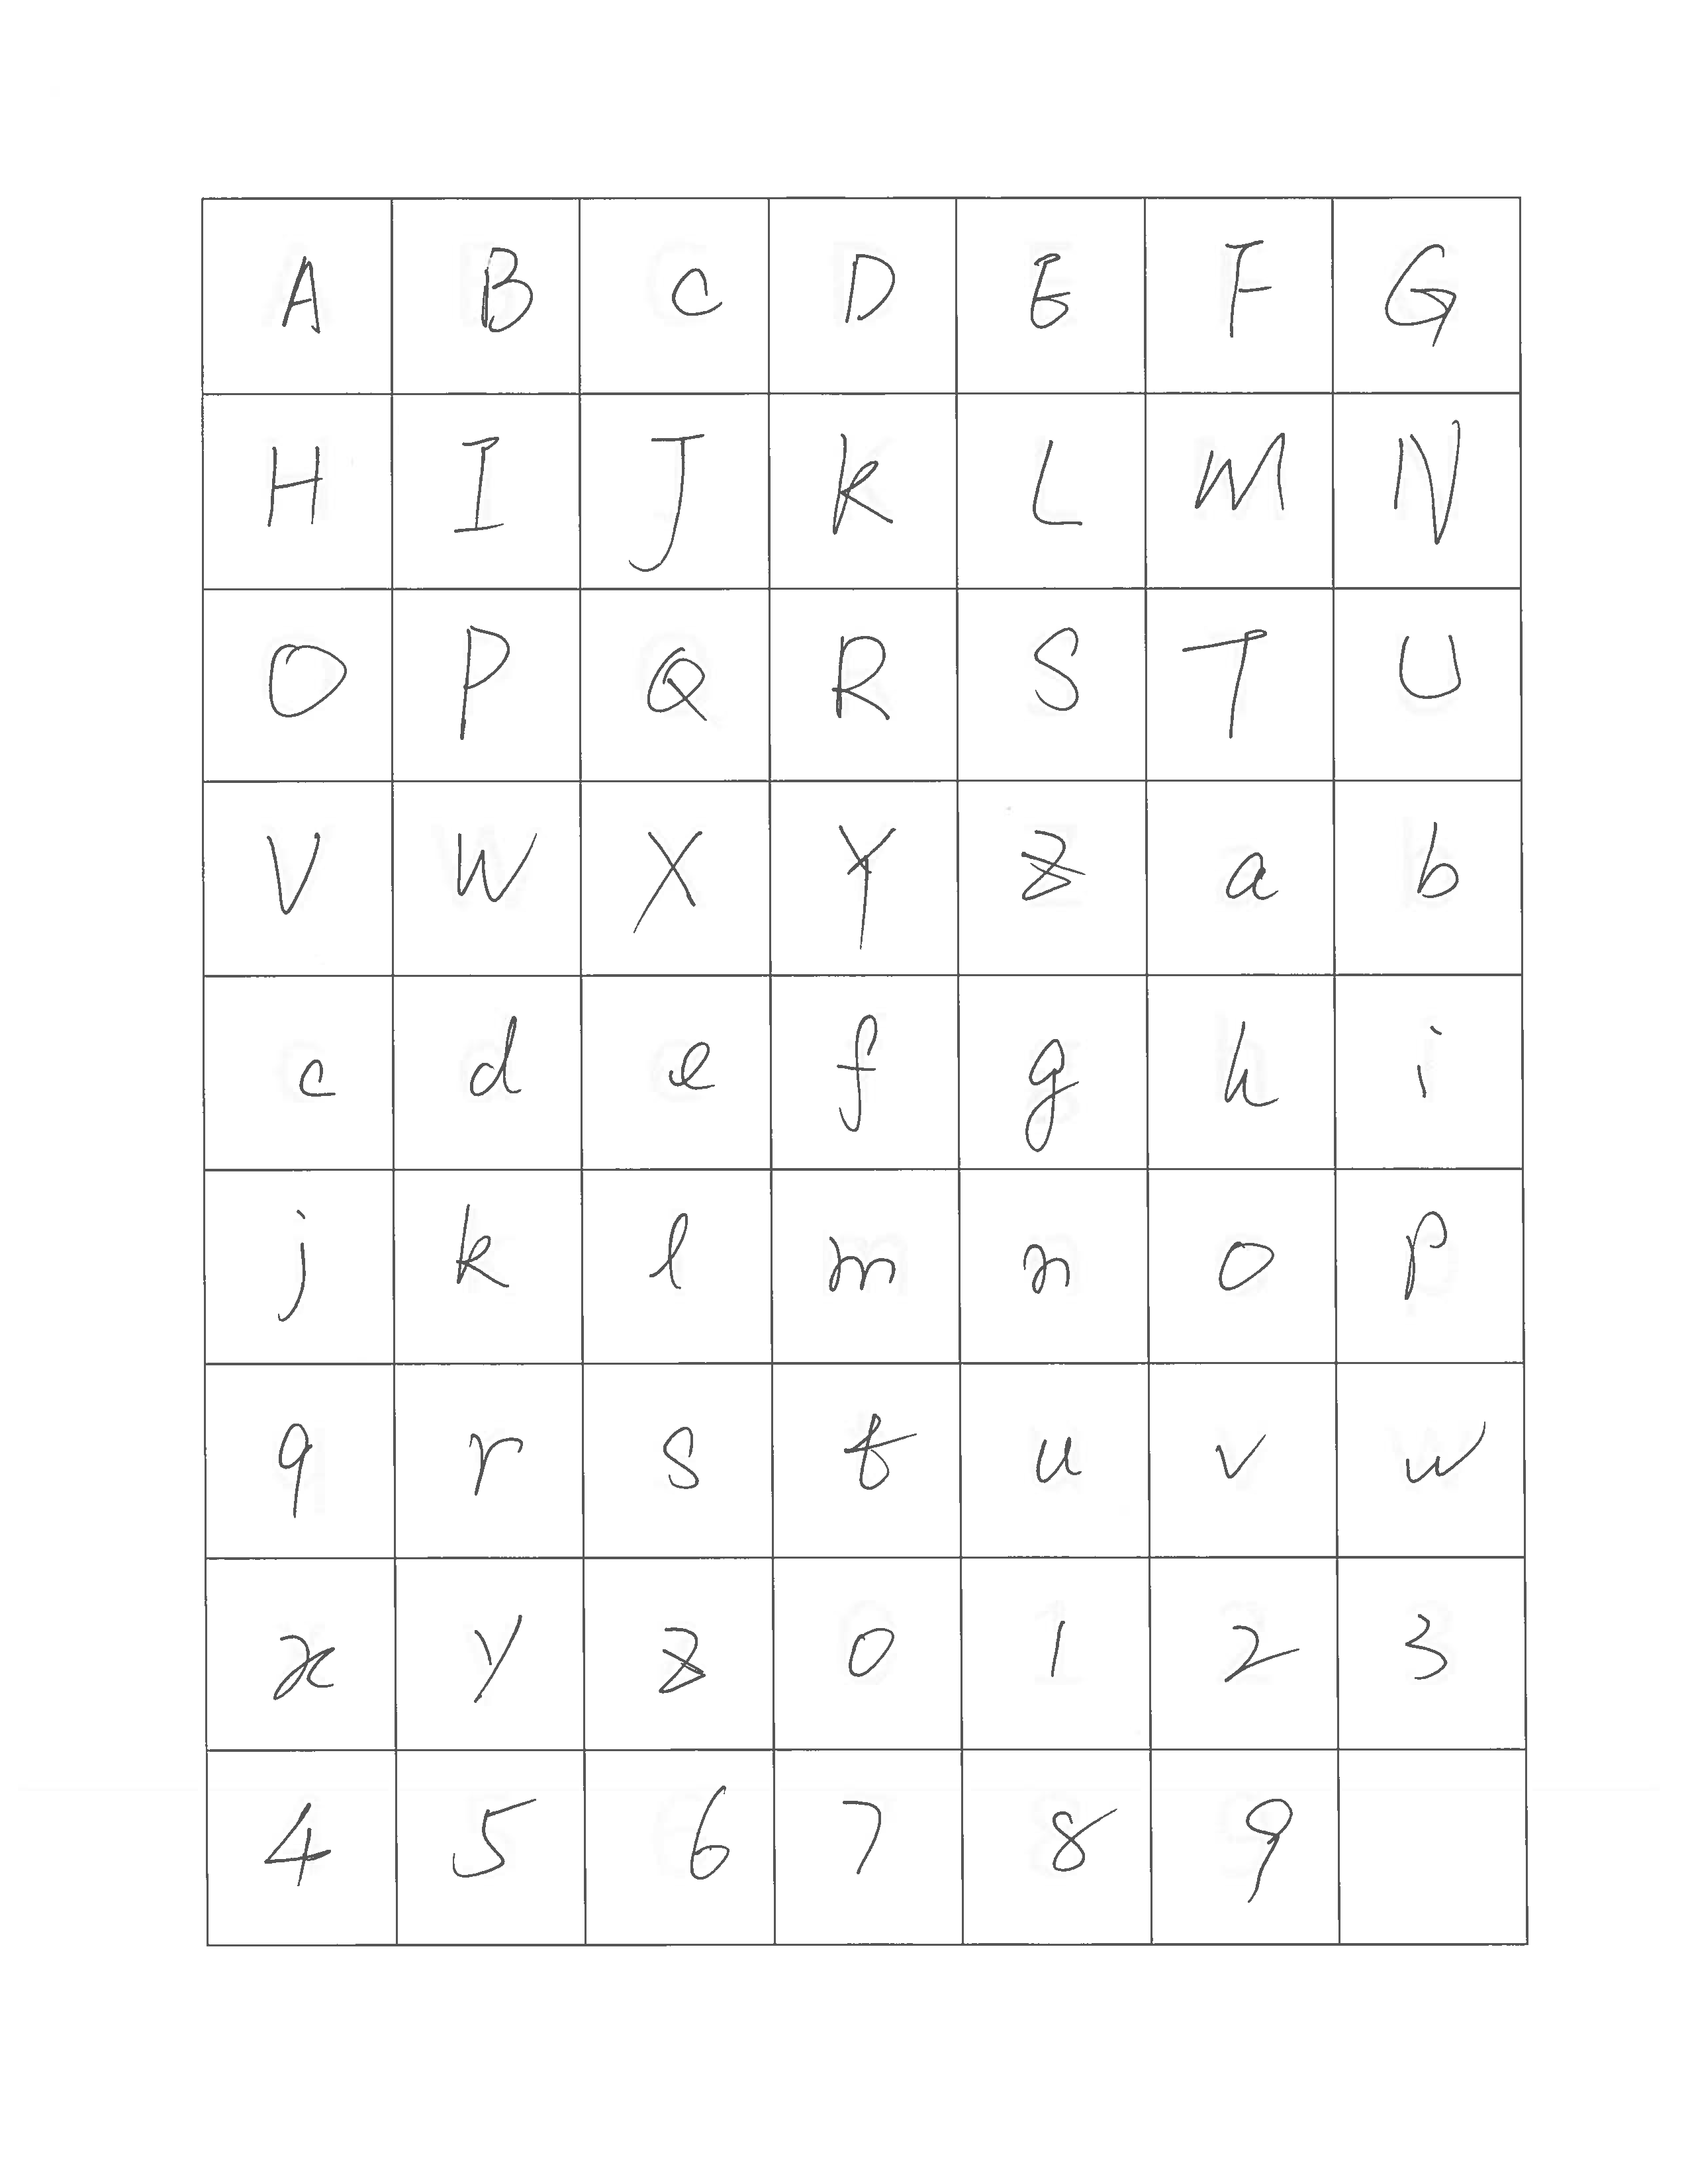 A B C D E F G
H I J K L M N
O P Q R S T U
V W X Y Z a b
c d e f g h i
j k l m n o p
q r s t u v w
x y z 0 1 2 3
4 5 6 7 8 9